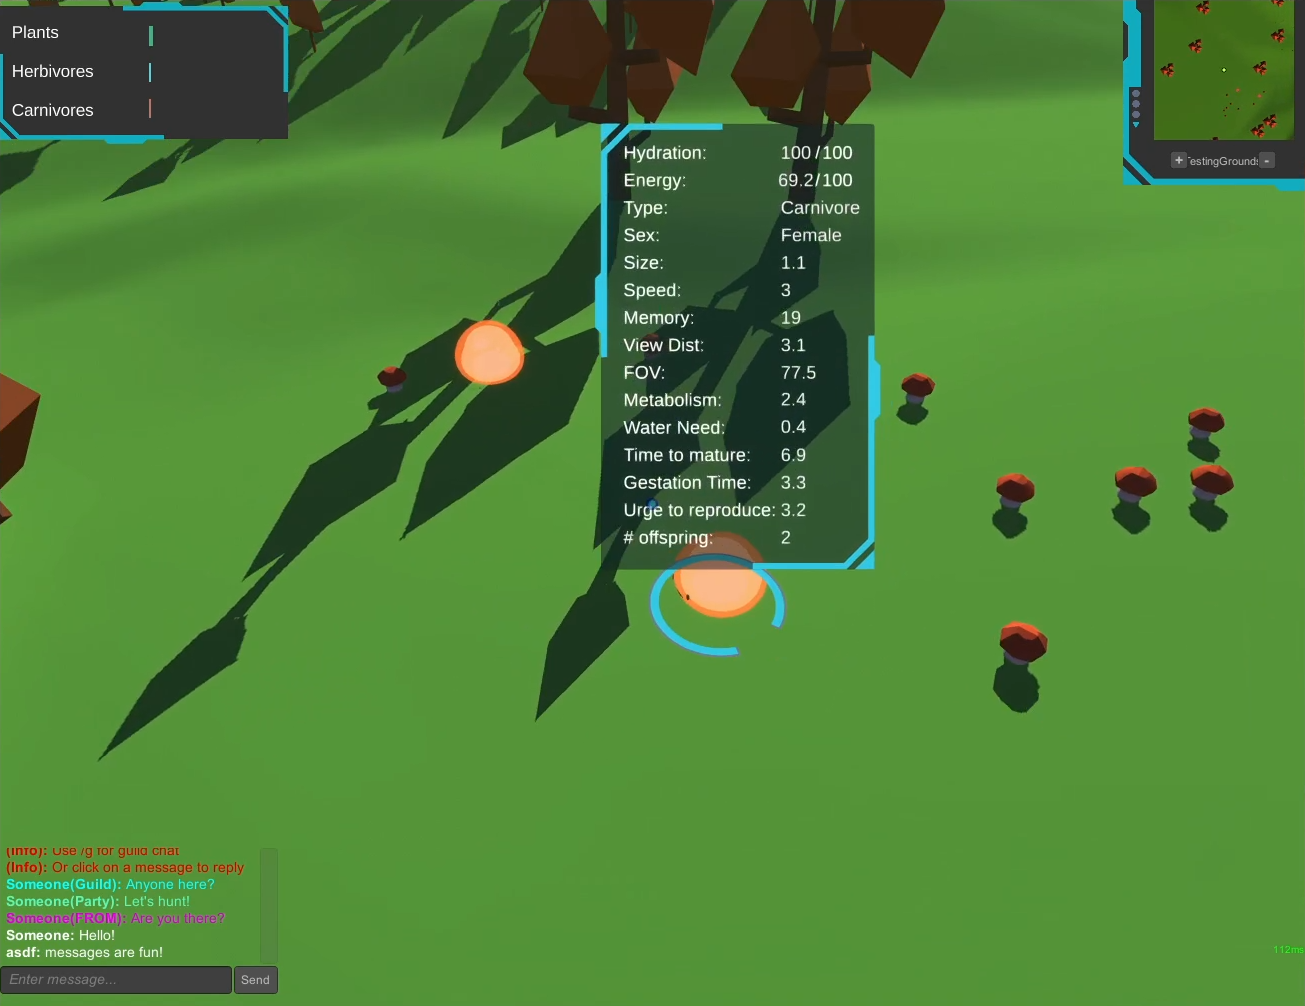 Plants
Herbivores
Carnivores
Hydration: 100/100
Energy: 69.2/100
Type: Carnivore
Sex: Female
Size: 1.1
Speed: 3
Memory: 19
View Dist: 3.1
FOV: 77.5
Metabolism: 2.4
Water Need: 0.4
Time to mature: 6.9
Gestation Time: 3.3
Urge to reproduce: 3.2
# offspring: 2
+ estingGrounds -
(Info): Use /g for guild chat
(Info): Or click on a message to reply
Someone(Guild): Anyone here?
Someone(Party): Let's hunt!
Someone(FROM): Are you there?
Someone: Hello!
asdf: messages are fun!
Enter message... Send
112ms